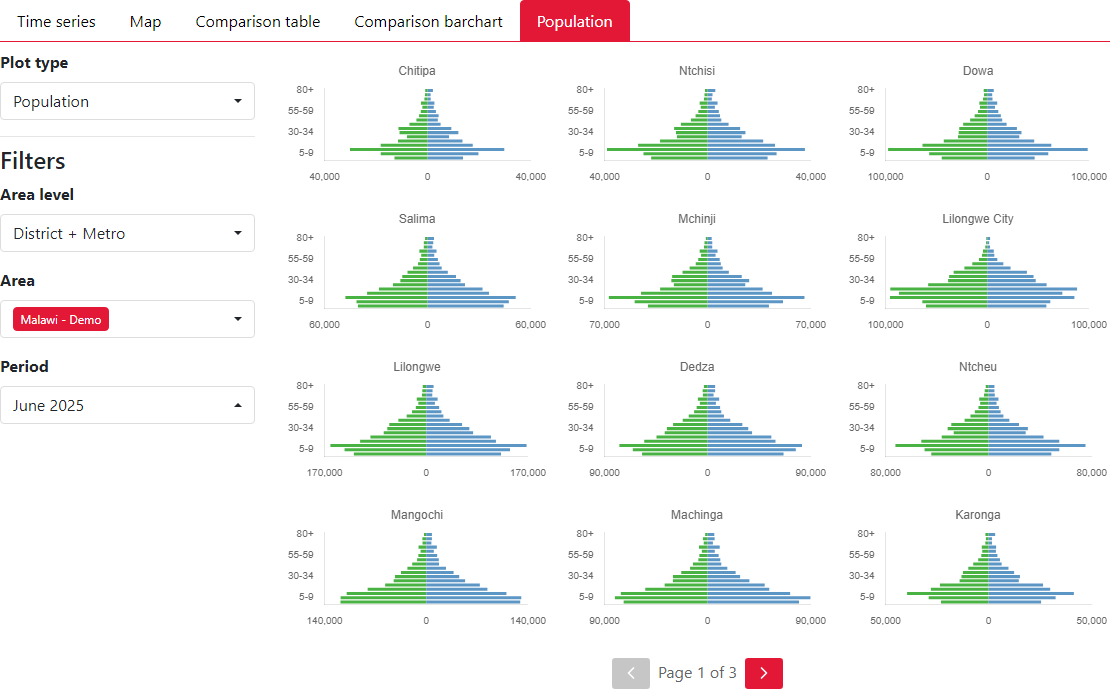 Time series Map Comparison table Comparison barchart Population
Plot type
Population
Filters
Area level
District + Metro
Area
Malawi - Demo
Period
June 2025
Chitipa Ntchisi Dowa
80+ 80+ 80+
55-59 55-59 55-59
30-34 30-34 30-34
5-9 5-9 5-9
40,000 0 40,000 40,000 0 40,000 100,000 0 100,000
Salima Mchinji Lilongwe City
80+ 80+ 80+
55-59 55-59 55-59
30-34 30-34 30-34
5-9 5-9 5-9
60,000 0 60,000 70,000 0 70,000 100,000 0 100,000
Lilongwe Dedza Ntcheu
80+ 80+ 80+
55-59 55-59 55-59
30-34 30-34 30-34
5-9 5-9 5-9
170,000 0 170,000 90,000 0 90,000 80,000 0 80,000
Mangochi Machinga Karonga
80+ 80+ 80+
55-59 55-59 55-59
30-34 30-34 30-34
5-9 5-9 5-9
140,000 0 140,000 90,000 0 90,000 50,000 0 50,000
Page 1 of 3